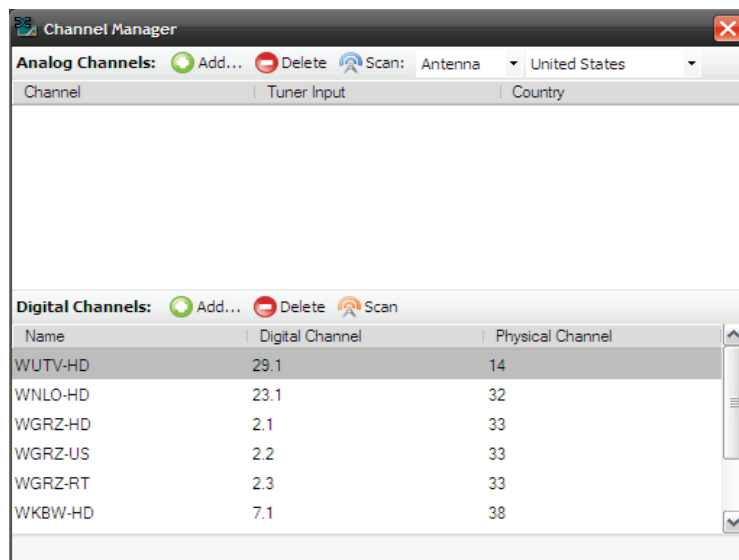 Channel Manager
Analog Channels: Add... Delete Scan: Antenna United States
Channel Tuner Input Country
Digital Channels: Add... Delete Scan
Name Digital Channel Physical Channel
WUTV-HD 29.1 14
WNLO-HD 23.1 32
WGRZ-HD 2.1 33
WGRZ-US 2.2 33
WGRZ-RT 2.3 33
WKBW-HD 7.1 38